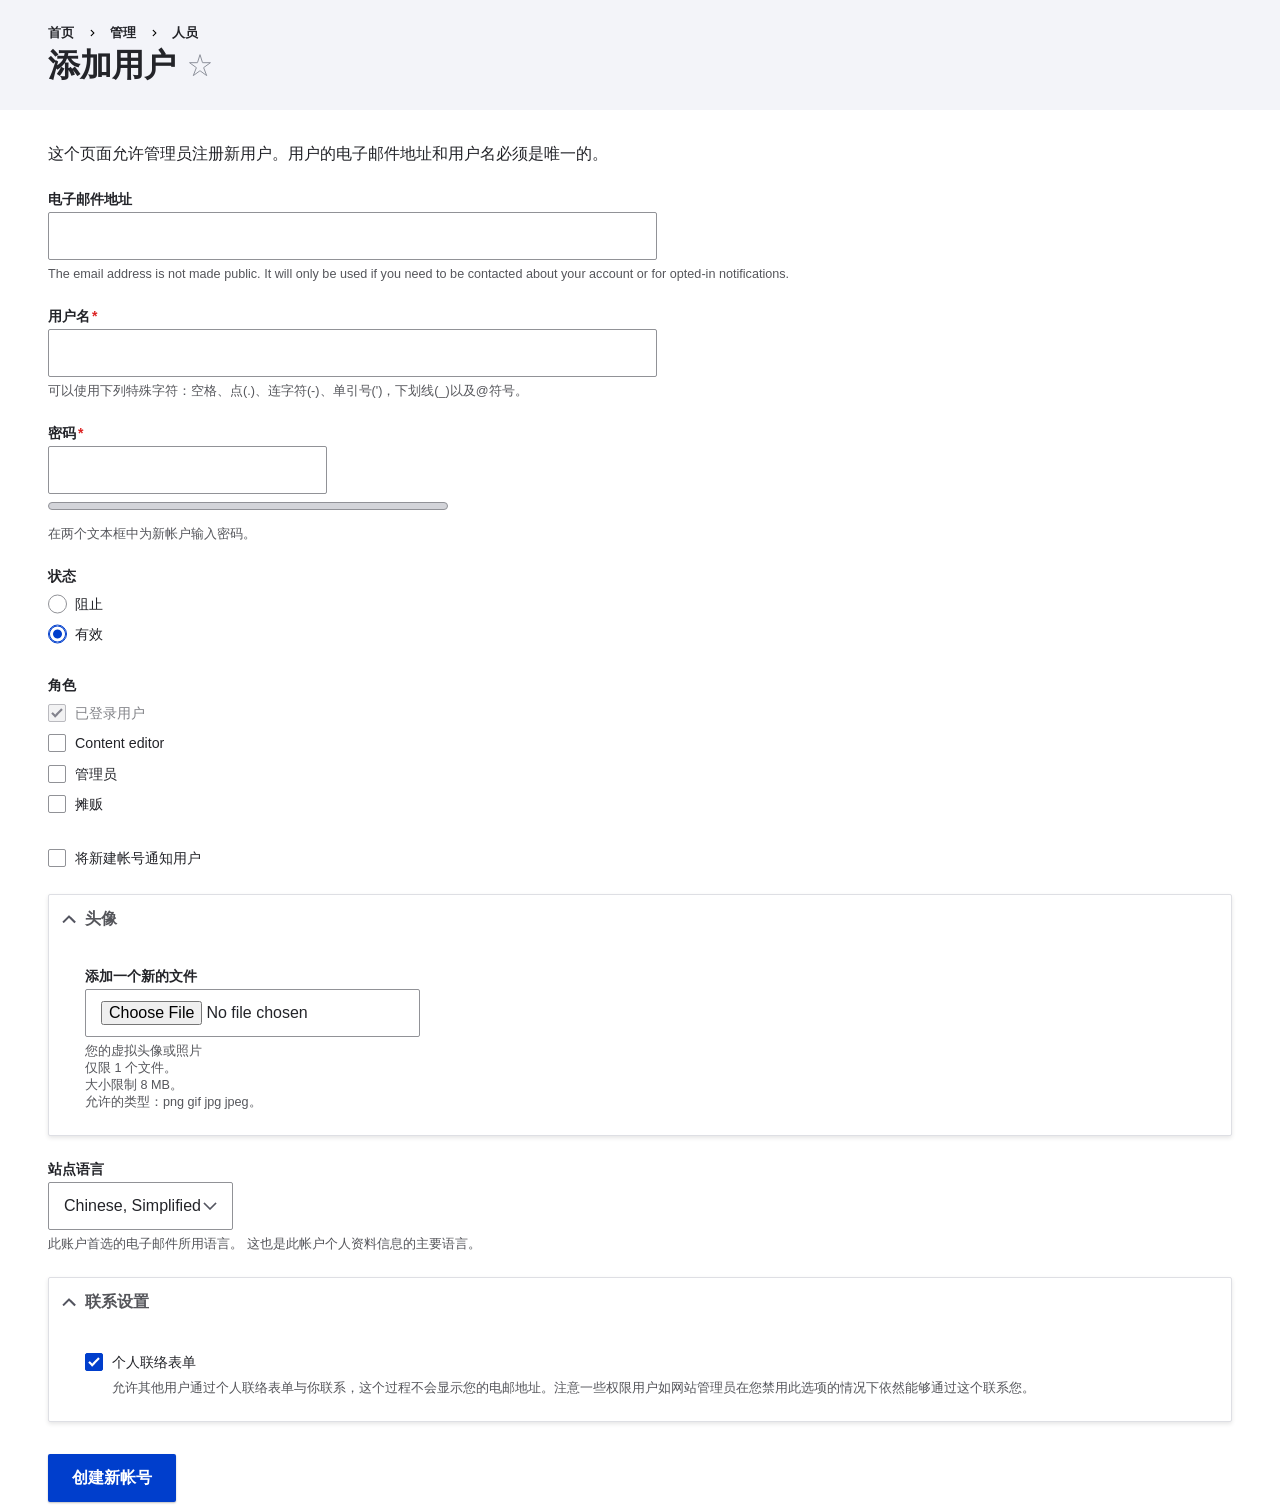 首页 › 管理 › 人员
添加用户 ☆
这个页面允许管理员注册新用户。用户的电子邮件地址和用户名必须是唯一的。
电子邮件地址
The email address is not made public. It will only be used if you need to be contacted about your account or for opted-in notifications.
用户名*
可以使用下列特殊字符：空格、点(.)、连字符(-)、单引号(')，下划线(_)以及@符号。
密码*
在两个文本框中为新帐户输入密码。
状态
阻止
有效
角色
已登录用户
Content editor
管理员
摊贩
将新建帐号通知用户
头像
添加一个新的文件
Choose File No file chosen
您的虚拟头像或照片
仅限 1 个文件。
大小限制 8 MB。
允许的类型：png gif jpg jpeg。
站点语言
Chinese, Simplified
此账户首选的电子邮件所用语言。 这也是此帐户个人资料信息的主要语言。
联系设置
个人联络表单
允许其他用户通过个人联络表单与你联系，这个过程不会显示您的电邮地址。注意一些权限用户如网站管理员在您禁用此选项的情况下依然能够通过这个联系您。
创建新帐号